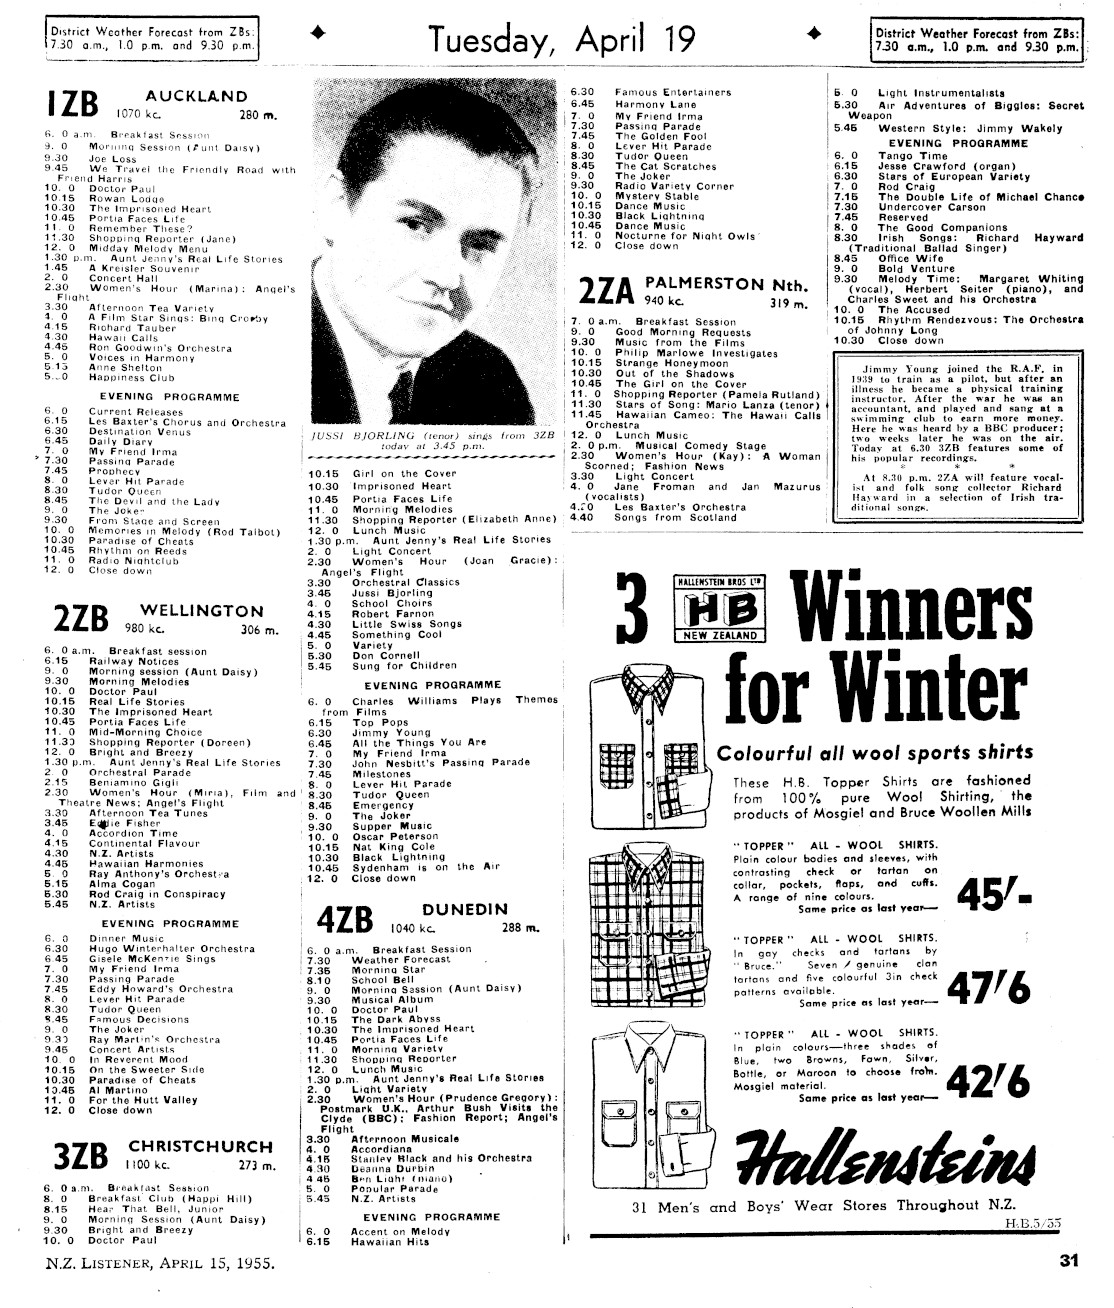 District Weather Forecast from ZBs:
7.30 a.m., 1.0 p.m. and 9.30 p.m.
Tuesday, April 19
District Weather Forecast from ZBs:
7.30 a.m., 1.0 p.m. and 9.30 p.m.
1ZB AUCKLAND
1070 kc. 280 m.
6. 0 a.m. Breakfast Session
9. 0 Morning Session (Aunt Daisy)
9.30 Joe Loss
9.45 We Travel the Friendly Road with
Friend Harris
10. 0 Doctor Paul
10.15 Rowan Lodge
10.30 The Imprisoned Heart
10.45 Portia Faces Life
11. 0 Remember These?
11.30 Shopping Reporter (Jane)
12. 0 Midday Melody Menu
1.30 p.m. Aunt Jenny's Real Life Stories
1.45 A Kreisler Souvenir
2. 0 Concert Hall
2.30 Women's Hour (Marina): Angel's
Flight
3.30 Afternoon Tea Variety
4. 0 A Film Star Sings: Bing Crosby
4.15 Richard Tauber
4.30 Hawaii Calls
4.45 Ron Goodwin's Orchestra
5. 0 Voices in Harmony
5.15 Anne Shelton
5.. 0 Happiness Club
EVENING PROGRAMME
6. 0 Current Releases
6.15 Les Baxter's Chorus and Orchestra
6.30 Destination Venus
6.45 Daily Diary
7. 0 My Friend Irma
7.30 Passing Parade
7.45 Prophecy
8. 0 Lever Hit Parade
8.30 Tudor Queen
8.45 The Devil and the Lady
9. 0 The Joker
9.30 From Stage and Screen
10. 0 Memories in Melody (Rod Talbot)
10.30 Paradise of Cheats
10.45 Rhythm on Reeds
11. 0 Radio Nightclub
12. 0 Close down
2ZB WELLINGTON
980 kc. 306 m.
6. 0 a.m. Breakfast session
6.15 Railway Notices
9. 0 Morning session (Aunt Daisy)
9.30 Morning Melodies
10. 0 Doctor Paul
10.15 Real Life Stories
10.30 The Imprisoned Heart
10.45 Portia Faces Life
11. 0 Mid-Morning Choice
11.30 Shopping Reporter (Doreen)
12. 0 Bright and Breezy
1.30 p.m. Aunt Jenny's Real Life Stories
2. 0 Orchestral Parade
2.15 Beniamino Gigli
2.30 Women's Hour (Miria), Film and
Theatre News; Angel's Flight
3.30 Afternoon Tea Tunes
3.45 Eddie Fisher
4. 0 Accordion Time
4.15 Continental Flavour
4.30 N.Z. Artists
4.45 Hawaiian Harmonies
5. 0 Ray Anthony's Orchestra
5.15 Alma Cogan
5.30 Rod Craig in Conspiracy
5.45 N.Z. Artists
EVENING PROGRAMME
6. 0 Dinner Music
6.30 Hugo Winterhalter Orchestra
6.45 Gisele McKenzie Sings
7. 0 My Friend Irma
7.30 Passing Parade
7.45 Eddy Howard's Orchestra
8. 0 Lever Hit Parade
8.30 Tudor Queen
8.45 Famous Decisions
9. 0 The Joker
9.30 Ray Martin's Orchestra
9.45 Concert Artists
10. 0 In Reverent Mood
10.15 On the Sweeter Side
10.30 Paradise of Cheats
10.45 Al Martino
11. 0 For the Hutt Valley
12. 0 Close down
3ZB CHRISTCHURCH
1100 kc. 273 m.
6. 0 a.m. Breakfast Session
8. 0 Breakfast Club (Happi Hill)
8.15 Hear That Bell, Junior
9. 0 Morning Session (Aunt Daisy)
9.30 Bright and Breezy
10. 0 Doctor Paul
JUSSI BJORLING (tenor) sings from 3ZB
today at 3.45 p.m.
10.15 Girl on the Cover
10.30 Imprisoned Heart
10.45 Portia Faces Life
11. 0 Morning Melodies
11.30 Shopping Reporter (Elizabeth Anne)
12. 0 Lunch Music
1.30 p.m. Aunt Jenny's Real Life Stories
2. 0 Light Concert
2.30 Women's Hour (Joan Gracie):
Angel's Flight
3.30 Orchestral Classics
3.45 Jussi Bjorling
4. 0 School Choirs
4.15 Robert Farnon
4.30 Little Swiss Songs
4.45 Something Cool
5. 0 Variety
5.30 Don Cornell
5.45 Sung for Children
EVENING PROGRAMME
6. 0 Charles Williams Plays Themes
from Films
6.15 Top Pops
6.30 Jimmy Young
6.45 All the Things You Are
7. 0 My Friend Irma
7.30 John Nesbitt's Passing Parade
7.45 Milestones
8. 0 Lever Hit Parade
8.30 Tudor Queen
8.45 Emergency
9. 0 The Joker
9.30 Supper Music
10. 0 Oscar Peterson
10.15 Nat King Cole
10.30 Black Lightning
10.45 Sydenham is on the Air
12. 0 Close down
4ZB DUNEDIN
1040 kc. 288 m.
6. 0 a.m. Breakfast Session
7.30 Weather Forecast
7.35 Morning Star
8.10 School Bell
9. 0 Morning Session (Aunt Daisy)
9.30 Musical Album
10. 0 Doctor Paul
10.15 The Dark Abyss
10.30 The Imprisoned Heart
10.45 Portia Faces Life
11. 0 Morning Variety
11.30 Shopping Reporter
12. 0 Lunch Music
1.30 p.m. Aunt Jenny's Real Life Stories
2. 0 Light Variety
2.30 Women's Hour (Prudence Gregory):
Postmark U.K., Arthur Bush Visits the
Clyde (BBC); Fashion Report; Angel's
Flight
3.30 Afternoon Musicale
4. 0 Accordiana
4.15 Stanley Black and his Orchestra
4.30 Deanna Durbin
4.45 Ben Light (piano)
5. 0 Popular Parade
5.45 N.Z. Artists
EVENING PROGRAMME
6. 0 Accent on Melody
6.15 Hawaiian Hits
6.30 Famous Entertainers
6.45 Harmony Lane
7. 0 My Friend Irma
7.30 Passing Parade
7.45 The Golden Fool
8. 0 Lever Hit Parade
8.30 Tudor Queen
8.45 The Cat Scratches
9. 0 The Joker
9.30 Radio Variety Corner
10. 0 Mystery Stable
10.15 Dance Music
10.30 Black Lightning
10.45 Dance Music
11. 0 Nocturne for Night Owls
12. 0 Close down
2ZA PALMERSTON Nth.
940 kc. 319 m.
7. 0 a.m. Breakfast Session
9. 0 Good Morning Requests
9.30 Music from the Films
10. 0 Philip Marlowe Investigates
10.15 Strange Honeymoon
10.30 Out of the Shadows
10.45 The Girl on the Cover
11. 0 Shopping Reporter (Pamela Rutland)
11.30 Stars of Song: Mario Lanza (tenor)
11.45 Hawaiian Cameo: The Hawaii Calls
Orchestra
12. 0 Lunch Music
2. 0 p.m. Musical Comedy Stage
2.30 Women's Hour (Kay): A Woman
Scorned; Fashion News
3.30 Light Concert
4. 0 Jane Froman and Jan Mazurus
(vocalists)
4.20 Les Baxter's Orchestra
4.40 Songs from Scotland
5. 0 Light Instrumentalists
5.30 Air Adventures of Biggles: Secret
Weapon
5.45 Western Style: Jimmy Wakely
EVENING PROGRAMME
6. 0 Tango Time
6.15 Jesse Crawford (organ)
6.30 Stars of European Variety
7. 0 Rod Craig
7.15 The Double Life of Michael Chance
7.30 Undercover Carson
7.45 Reserved
8. 0 The Good Companions
8.30 Irish Songs: Richard Hayward
(Traditional Ballad Singer)
8.45 Office Wife
9. 0 Bold Venture
9.30 Melody Time: Margaret Whiting
(vocal), Herbert Seiter (piano), and
Charles Sweet and his Orchestra
10. 0 The Accused
10.15 Rhythm Rendezvous: The Orchestra
of Johnny Long
10.30 Close down
Jimmy Young joined the R.A.F. in
1939 to train as a pilot, but after an
illness he became a physical training
instructor. After the war he was an
accountant, and played and sang at a
swimming club to earn more money.
Here he was heard by a BBC producer;
two weeks later he was on the air.
Today at 6.30 3ZB features some of
his popular recordings.
* * *
At 8.30 p.m. 2ZA will feature vocal-
ist and folk song collector Richard
Hayward in a selection of Irish tra-
ditional songs.
3 HALLENSTEIN BROS LTD
HB
NEW ZEALAND
Winners
for Winter
Colourful all wool sports shirts
These H.B. Topper Shirts are fashioned
from 100% pure Wool Shirting, the
products of Mosgiel and Bruce Woollen Mills
"TOPPER" ALL - WOOL SHIRTS.
Plain colour bodies and sleeves, with
contrasting check or tartan on
collar, pockets, flaps, and cuffs.
A range of nine colours.
Same price as last year—
45/-
"TOPPER" ALL - WOOL SHIRTS.
In gay checks and tartans by
"Bruce." Seven genuine clan
tartans and five colourful 3in check
patterns available.
Same price as last year—
47/6
"TOPPER" ALL - WOOL SHIRTS.
In plain colours—three shades of
Blue, two Browns, Fawn, Silver,
Bottle, or Maroon to choose from.
Mosgiel material.
Same price as last year—
42/6
Hallensteins
31 Men's and Boys' Wear Stores Throughout N.Z.
H.B.5/55
N.Z. LISTENER, APRIL 15, 1955.
31